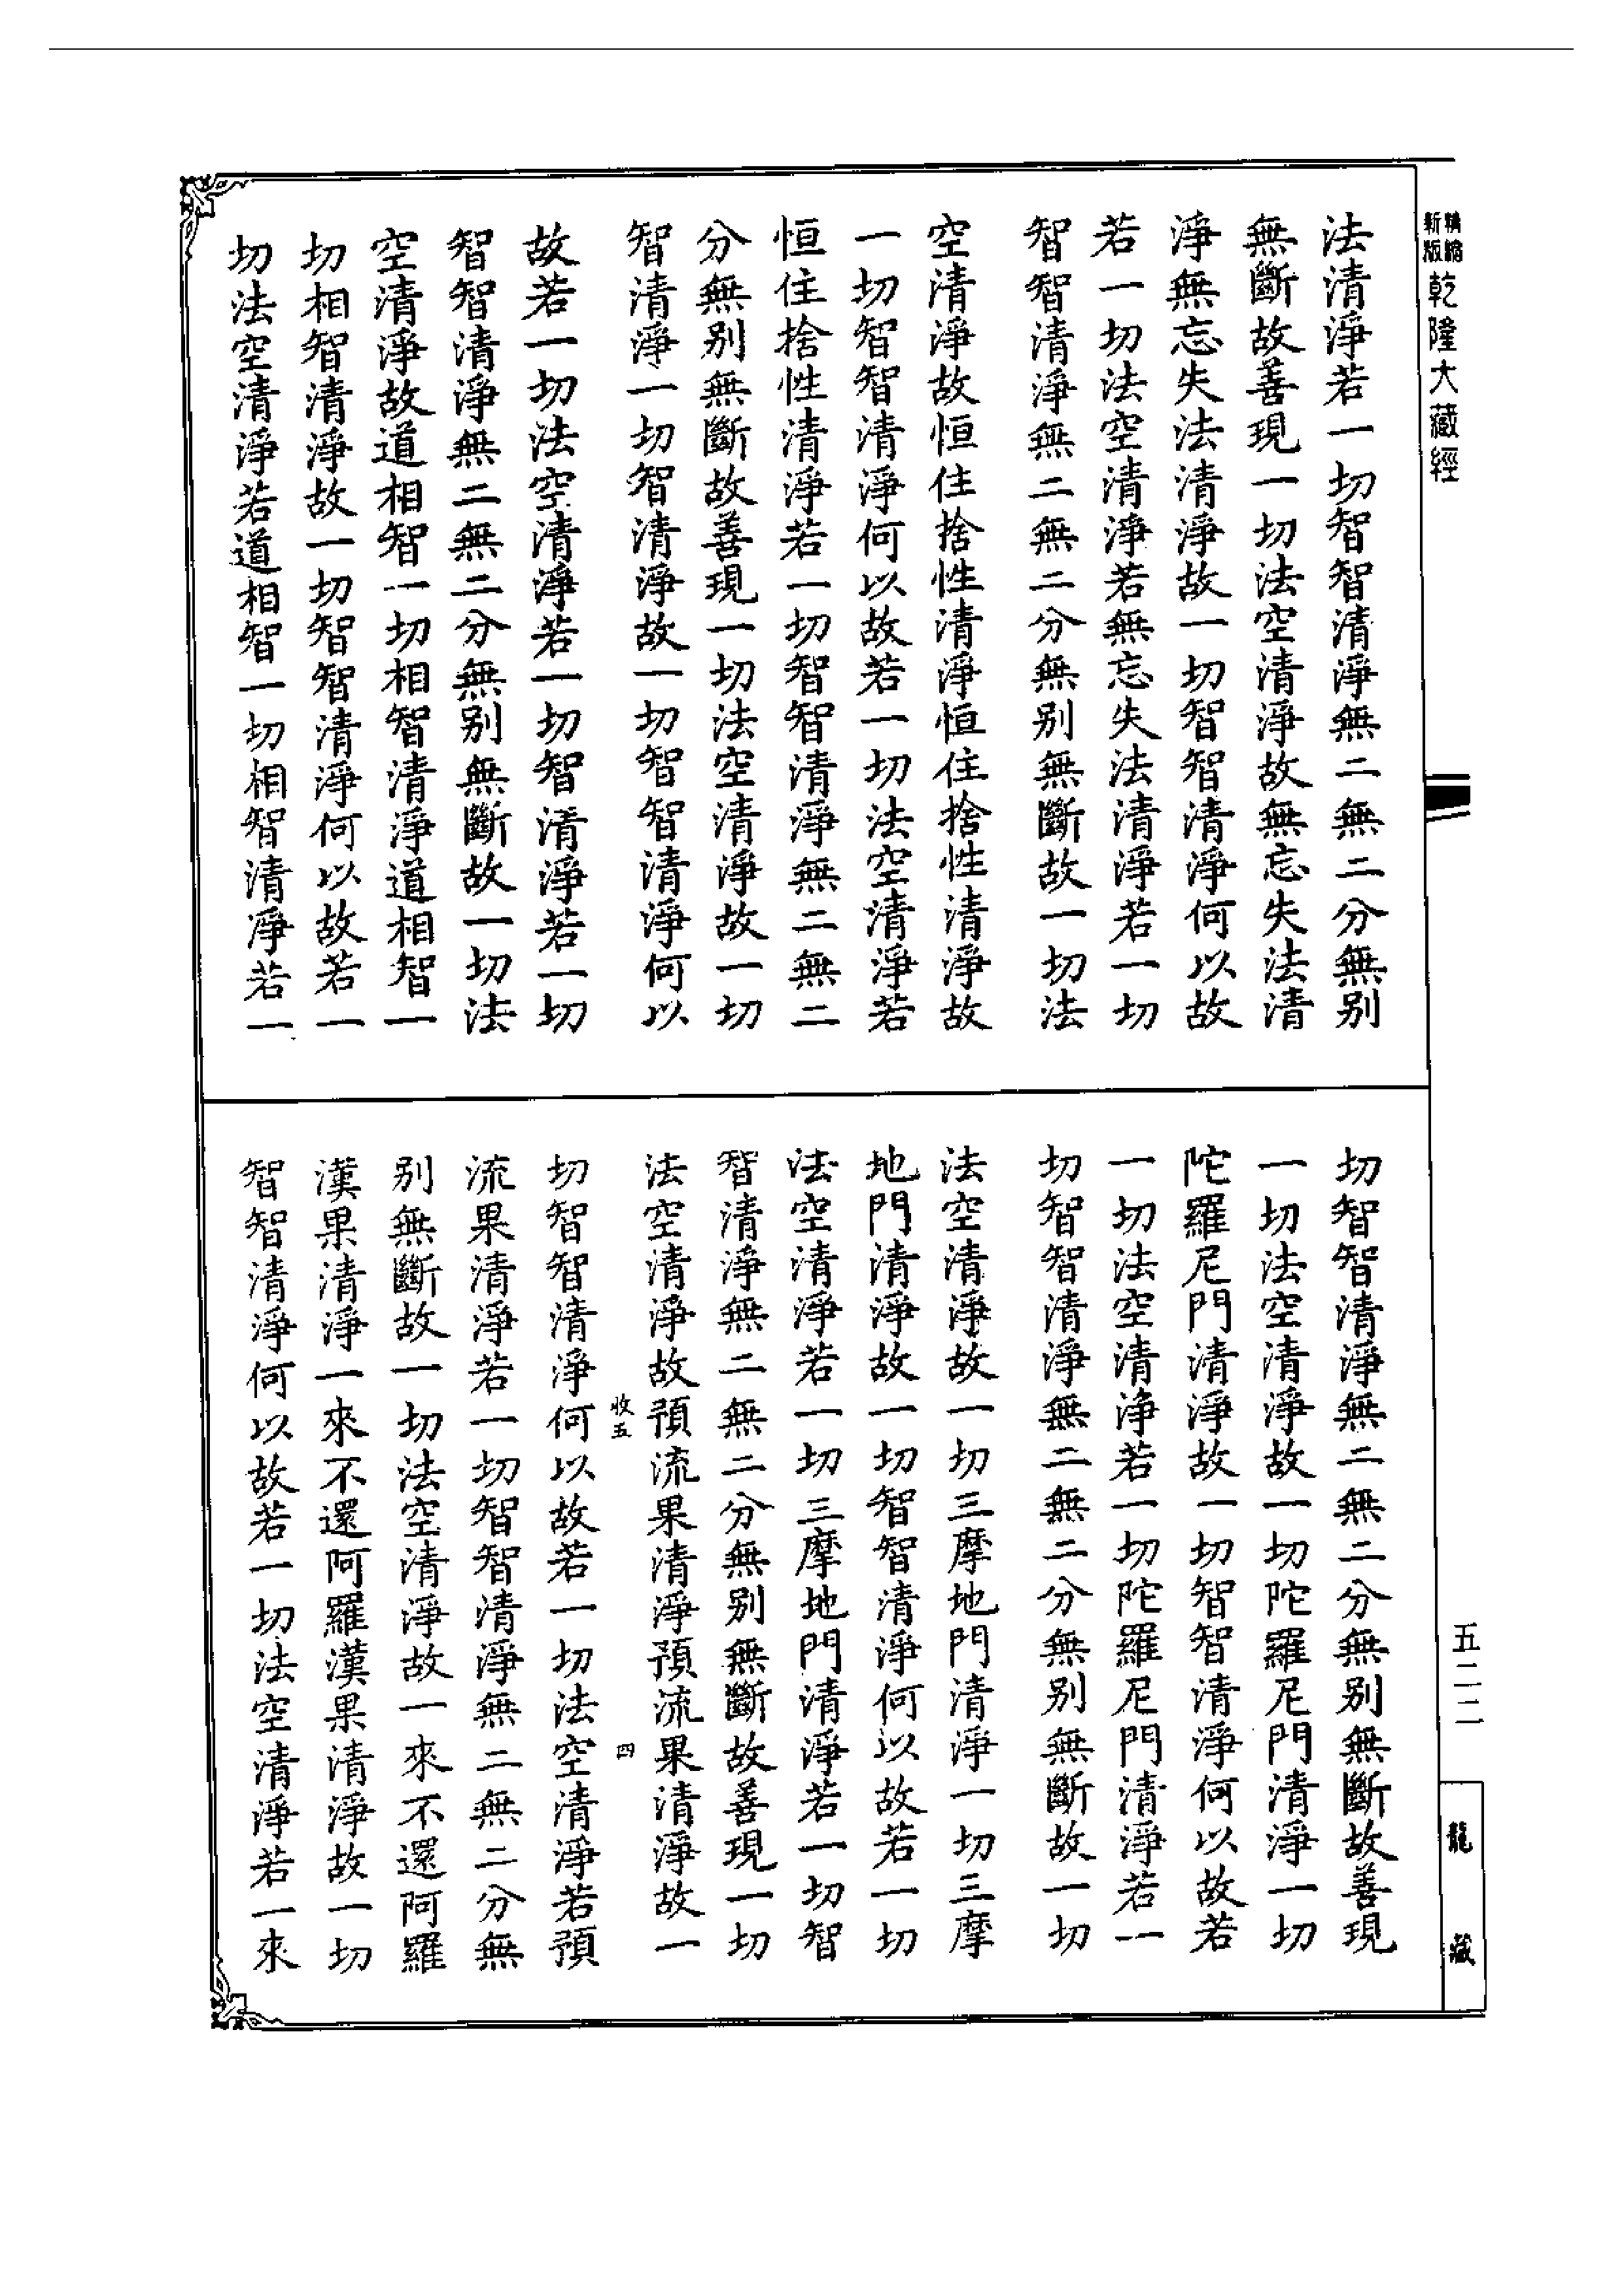 精縮新版乾隆大藏經
法清淨若一切智智清淨無二無二分無別
無斷故善現一切法空清淨故無忘失法清
淨無忘失法清淨故一切智智清淨何以故
若一切法空清淨若無忘失法清淨若一切
智智清淨無二無二分無別無斷故一切法
空清淨故恒住捨性清淨恒住捨性清淨故
一切智智清淨何以故若一切法空清淨若
恒住捨性清淨若一切智智清淨無二無二
分無別無斷故善現一切法空清淨故一切
智清淨一切智清淨故一切智智清淨何以
故若一切法空清淨若一切智清淨若一切
智智清淨無二無二分無別無斷故一切法
空清淨故道相智一切相智清淨道相智一
切相智清淨故一切智智清淨何以故若一
切法空清淨若道相智一切相智清淨若一
切智智清淨無二無二分無別無斷故善現
一切法空清淨故一切陀羅尼門清淨一切
陀羅尼門清淨故一切智智清淨何以故若
一切法空清淨若一切陀羅尼門清淨若一
切智智清淨無二無二分無別無斷故一切
法空清淨故一切三摩地門清淨一切三摩
地門清淨故一切智智清淨何以故若一切
法空清淨若一切三摩地門清淨若一切智
智清淨無二無二分無別無斷故善現一切
法空清淨故預流果清淨預流果清淨故一
收五
四
切智智清淨何以故若一切法空清淨若預
流果清淨若一切智智清淨無二無二分無
別無斷故一切法空清淨故一來不還阿羅
漢果清淨一來不還阿羅漢果清淨故一切
智智清淨何以故若一切法空清淨若一來
五二二
龍藏